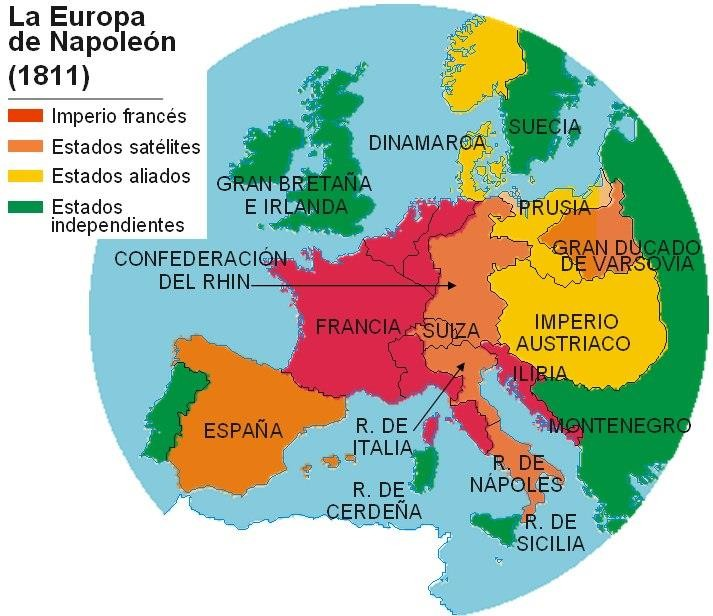 La Europa
de Napoleón
(1811)
Imperio francés
Estados satélites
Estados aliados
Estados
independientes
SUECIA
DINAMARCA
GRAN BRETAÑA
E IRLANDA
PRUSIA
GRAN DUCADO
DE VARSOVIA
CONFEDERACIÓN
DEL RHIN
FRANCIA
SUIZA
IMPERIO
AUSTRIACO
ILIRIA
ESPAÑA
R. DE
ITALIA
MONTENEGRO
R. DE
NÁPOLES
R. DE
CERDEÑA
R. DE
SICILIA